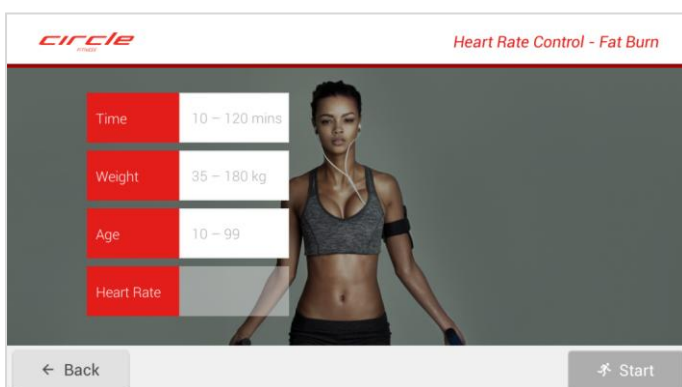 circle
FITNESS
Heart Rate Control - Fat Burn
Time
10 – 120 mins
Weight
35 – 180 kg
Age
10 – 99
Heart Rate
← Back
Start